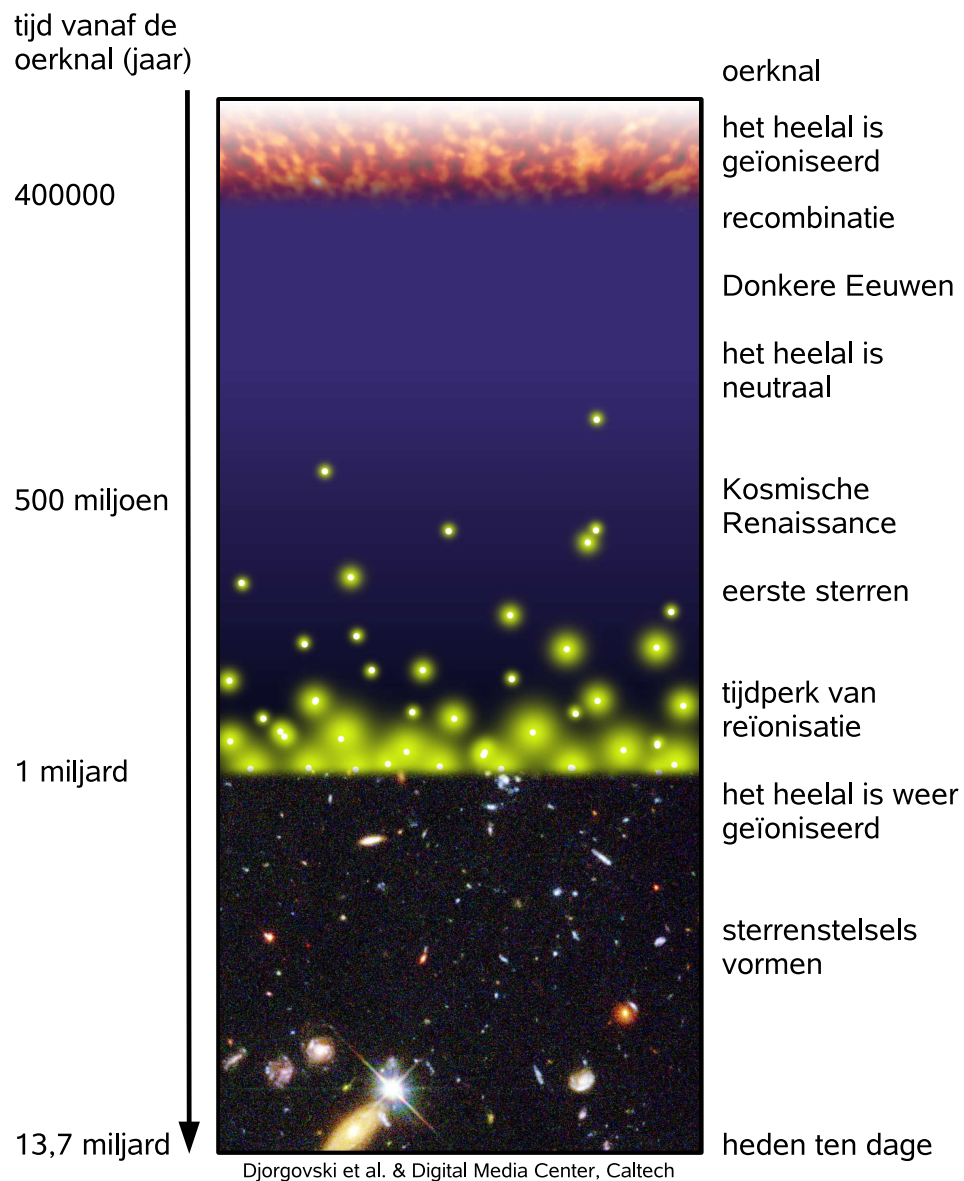 tijd vanaf de
oerknal (jaar)
oerknal
het heelal is
geïoniseerd
400000
recombinatie
Donkere Eeuwen
het heelal is
neutraal
500 miljoen
Kosmische
Renaissance
eerste sterren
tijdperk van
reïonisatie
1 miljard
het heelal is weer
geïoniseerd
sterrenstelsels
vormen
13,7 miljard
heden ten dage
Djorgovski et al. & Digital Media Center, Caltech